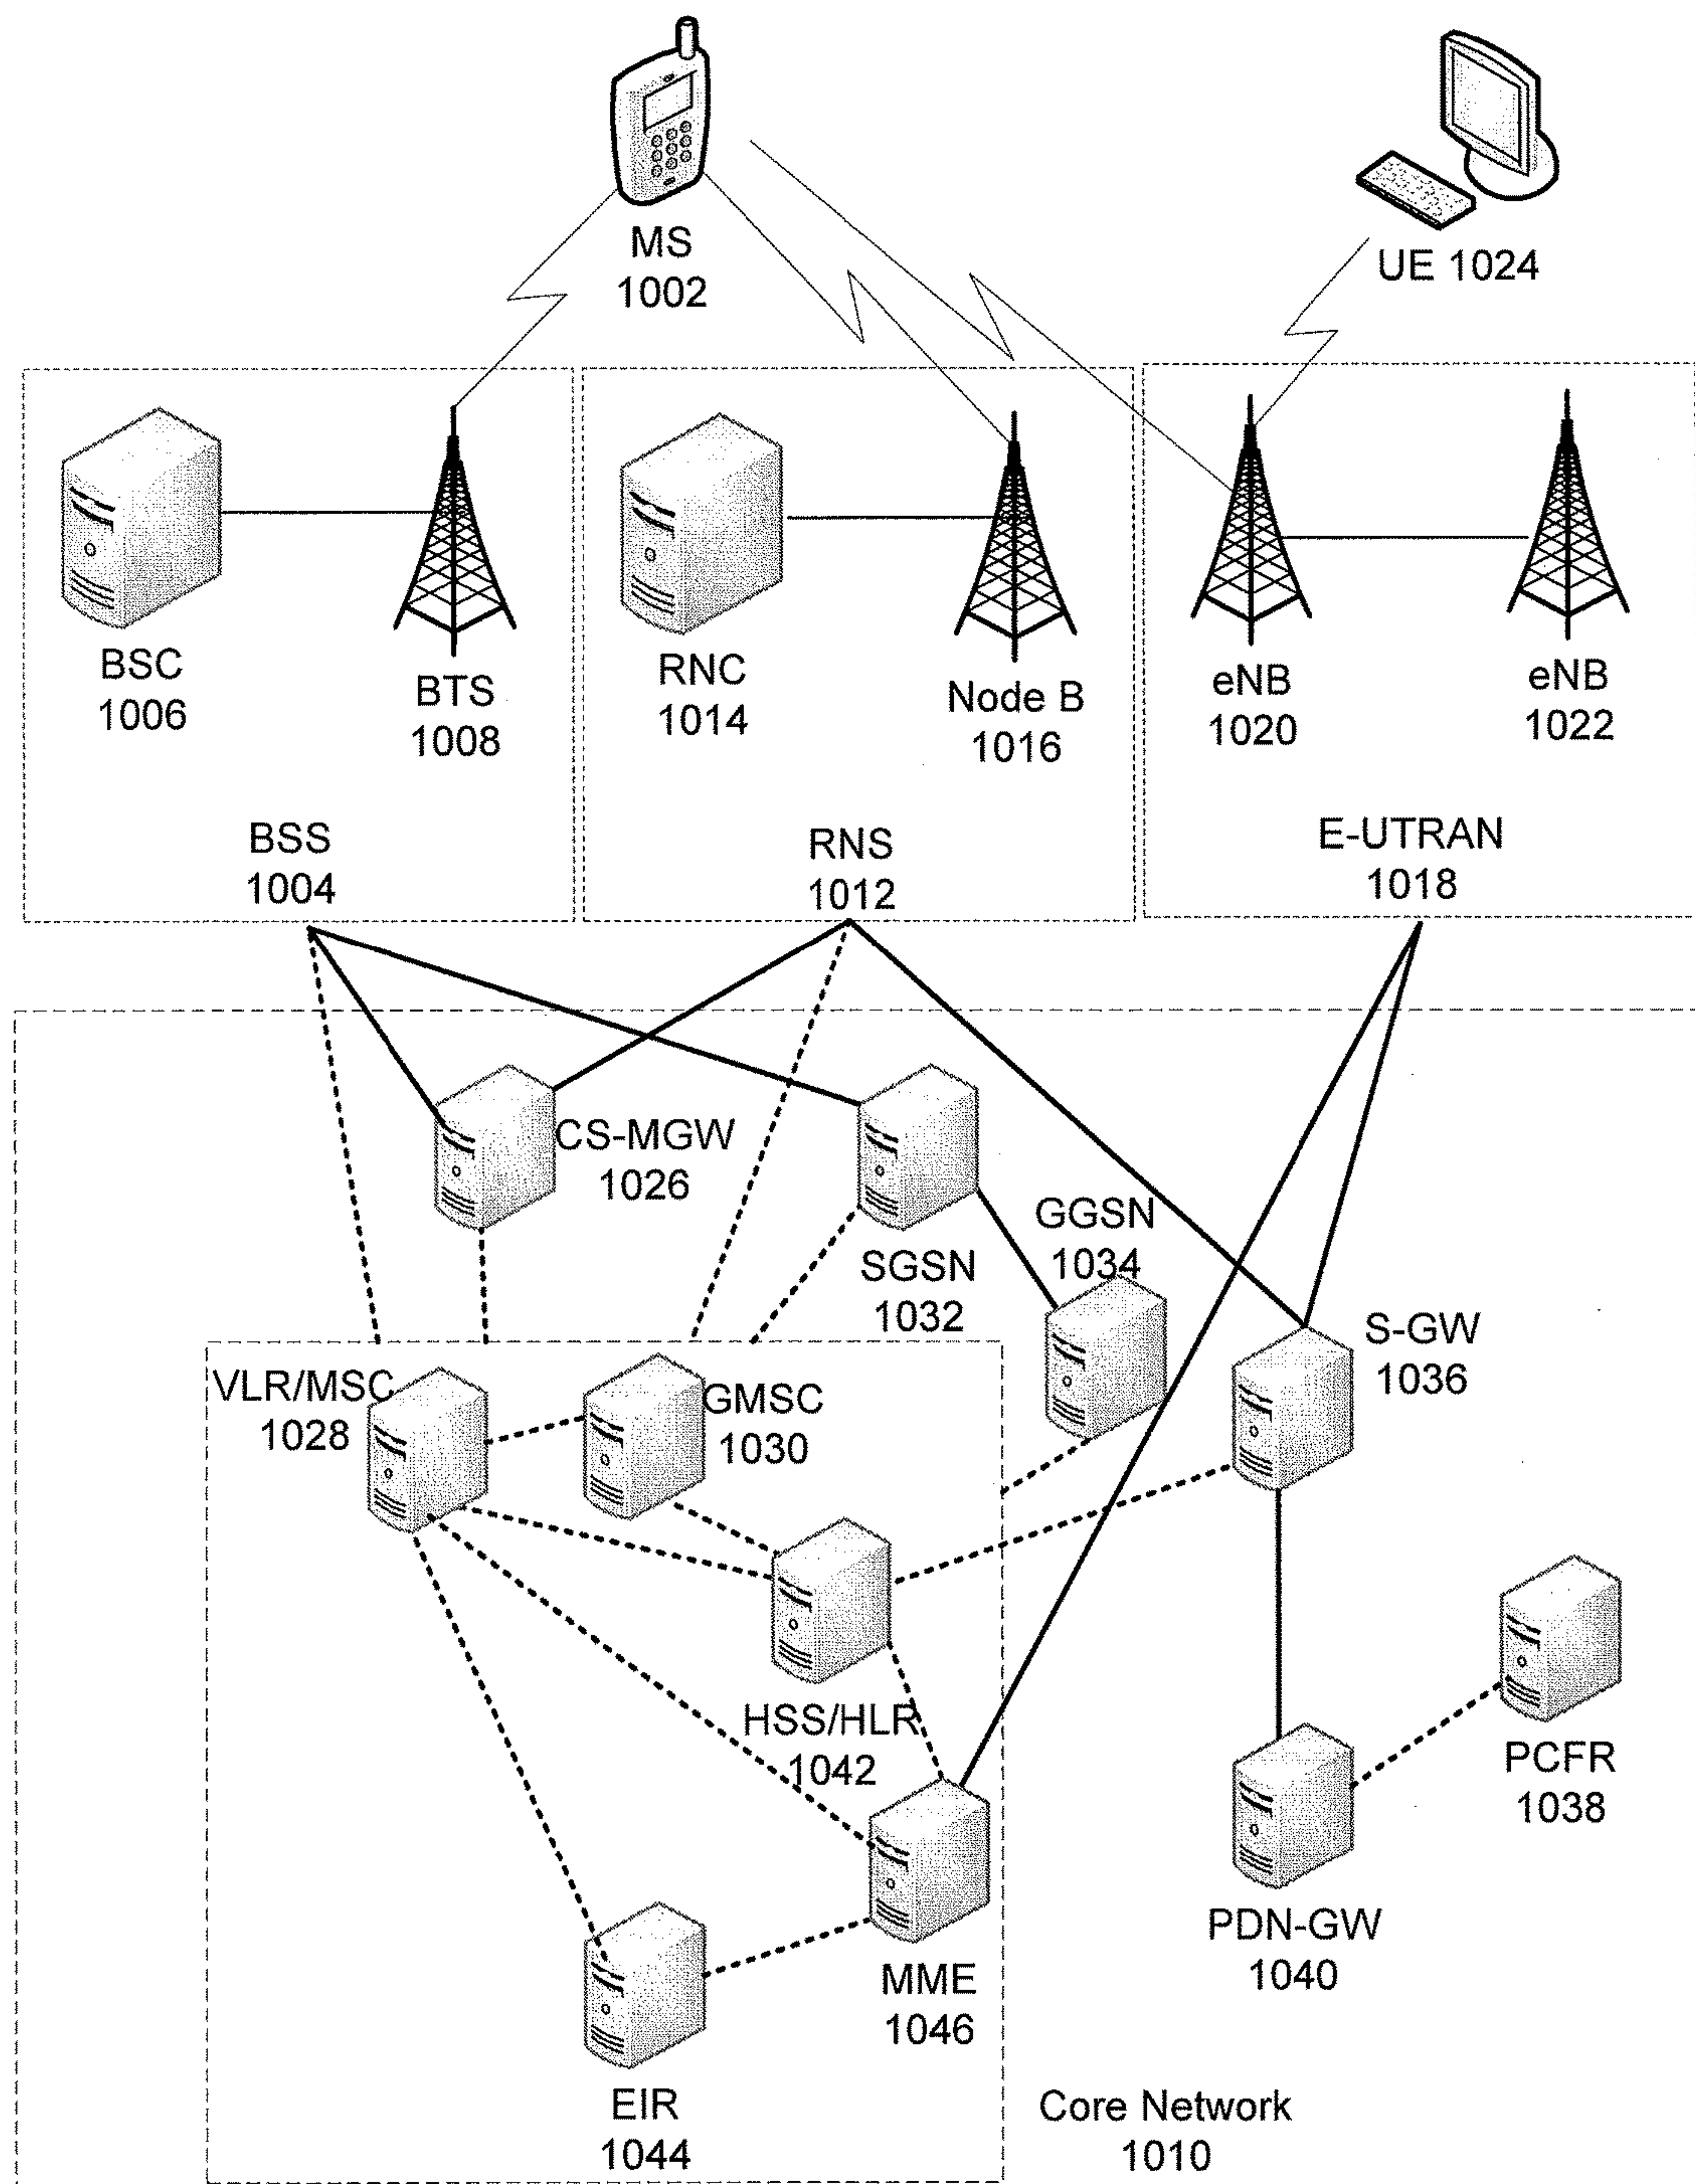 MS
1002
UE 1024
BSC
1006
BTS
1008
RNC
1014
Node B
1016
eNB
1020
eNB
1022
BSS
1004
RNS
1012
E-UTRAN
1018
CS-MGW
1026
SGSN
1032
GGSN
1034
S-GW
1036
VLR/MSC
1028
GMSC
1030
HSS/HLR
1042
PCFR
1038
PDN-GW
1040
MME
1046
EIR
1044
Core Network
1010